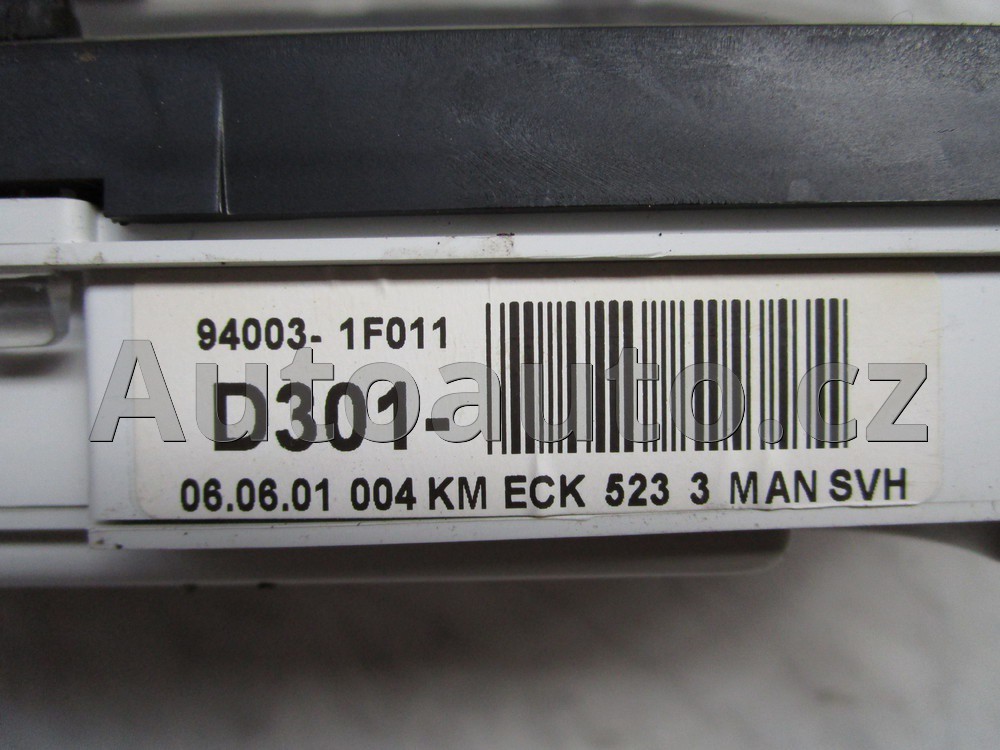 94003- 1F011
D301-
06.06.01 004 KM ECK 523 3 MAN SVH
Autoauto.cz